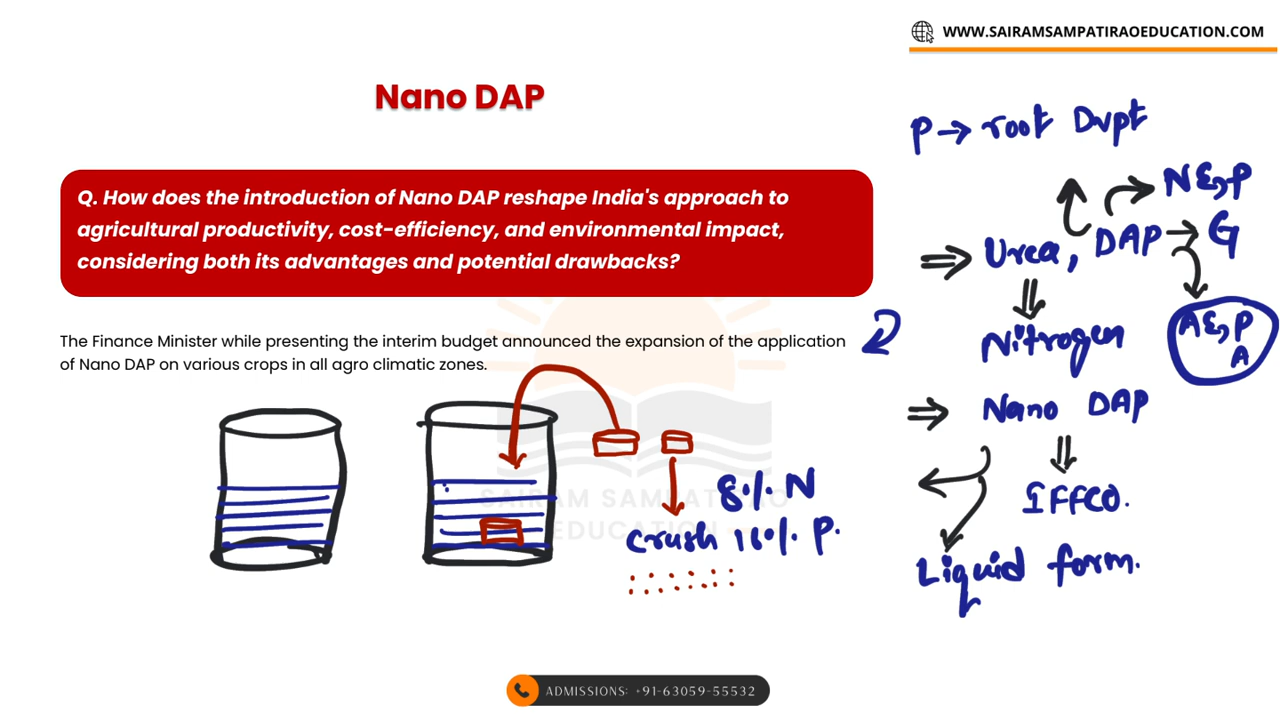 WWW.SAIRAMSAMPATIRAOEDUCATION.COM
Nano DAP
Q. How does the introduction of Nano DAP reshape India's approach to
agricultural productivity, cost-efficiency, and environmental impact,
considering both its advantages and potential drawbacks?
The Finance Minister while presenting the interim budget announced the expansion of the application
of Nano DAP on various crops in all agro climatic zones.
P → root Dvpt
N E, P
⇒ Urea, DAP → G
Nitrogen
A E, P
A
⇒ Nano DAP
IFFCO.
Liquid form.
8% N
crush 16% P.
SAIRAM SAMPATIRAO
EDUCATION
ADMISSIONS: +91-63059-55532